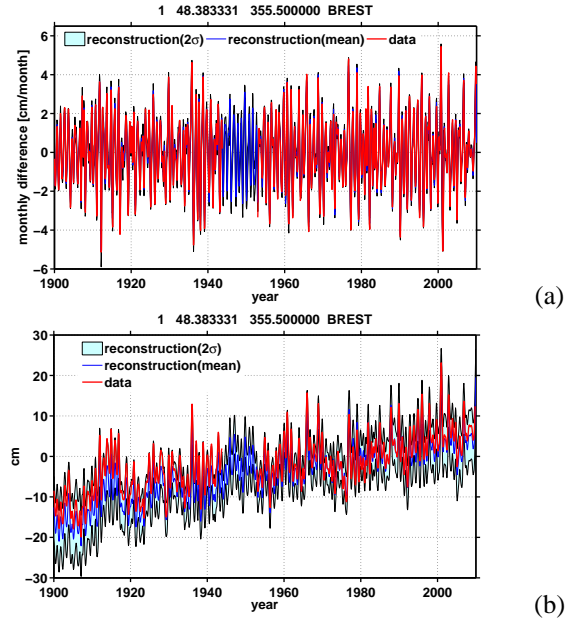 1 48.383331 355.500000 BREST
reconstruction(2σ) reconstruction(mean) data
monthly difference [cm/month]
6
4
2
0
−2
−4
−6
1900 1920 1940 1960 1980 2000
year
(a)
1 48.383331 355.500000 BREST
reconstruction(2σ)
reconstruction(mean)
data
cm
30
20
10
0
−10
−20
−30
1900 1920 1940 1960 1980 2000
year
(b)